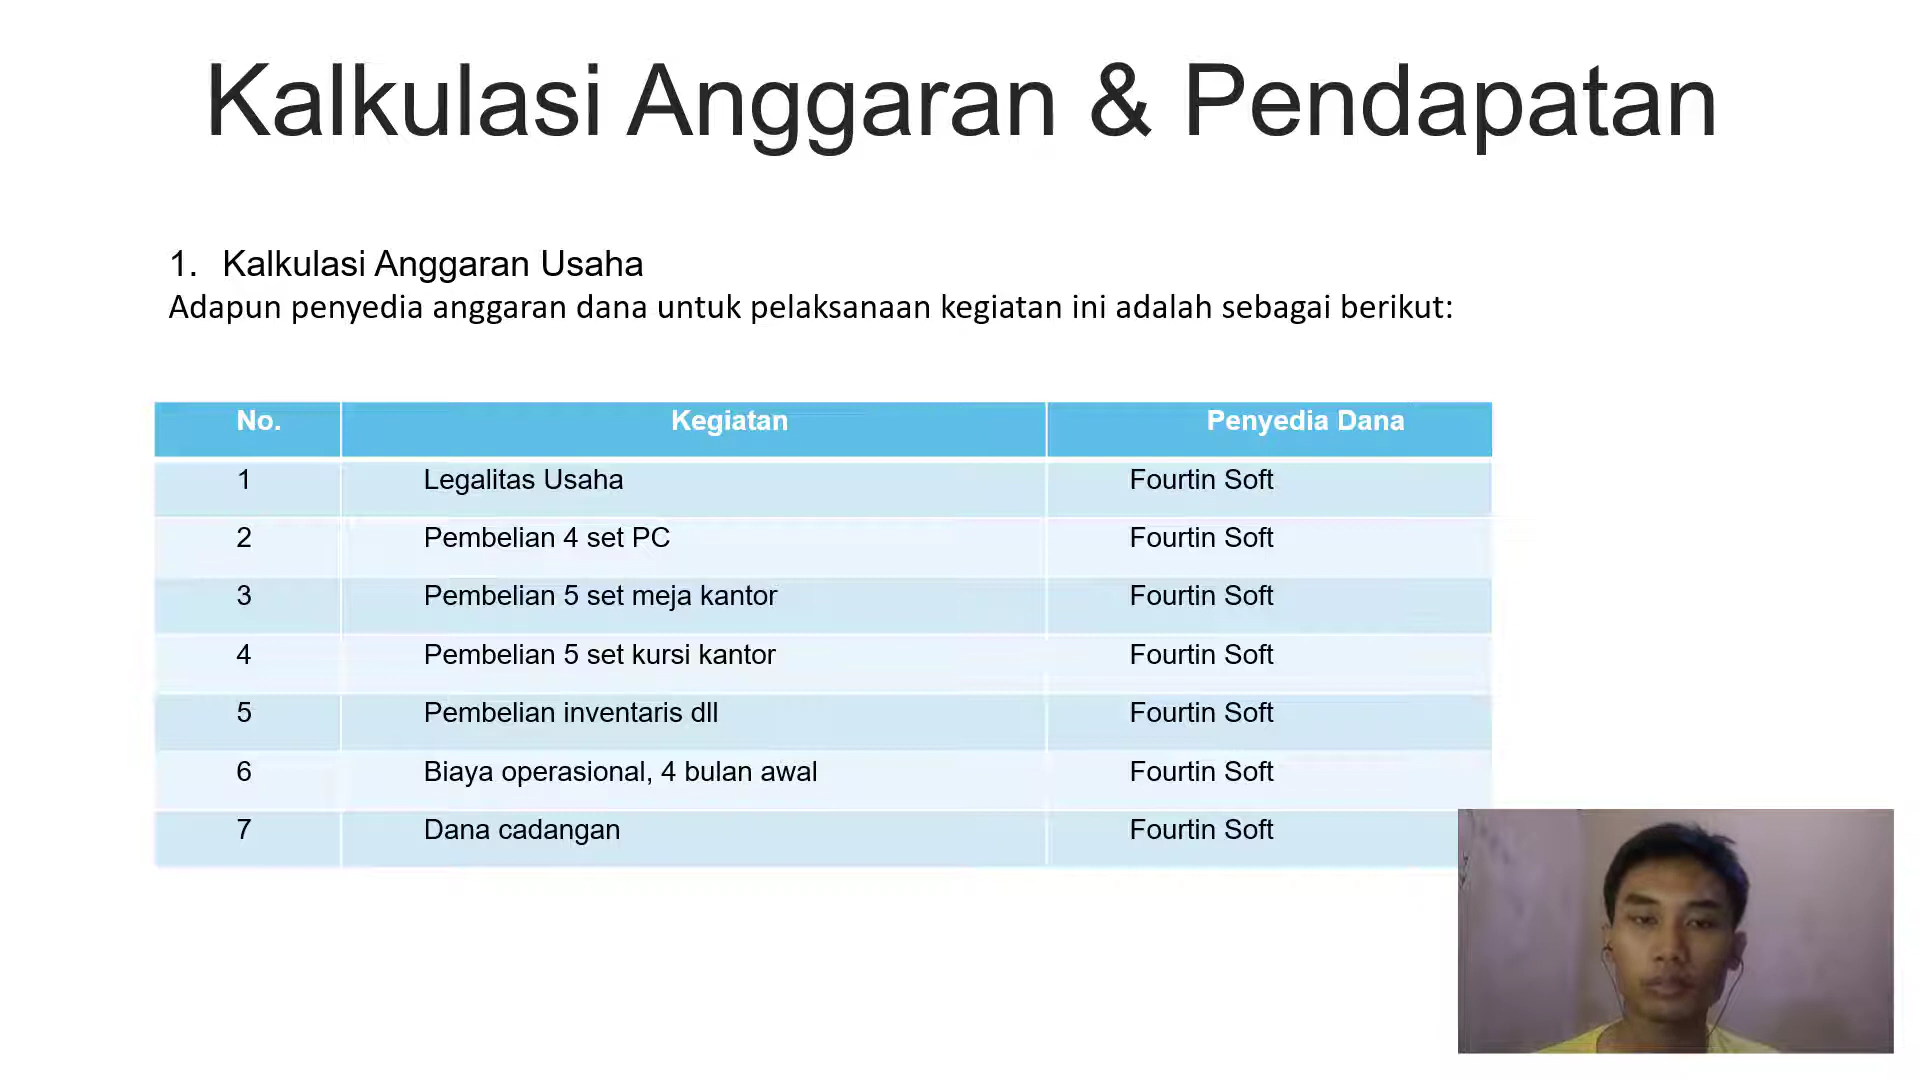 Kalkulasi Anggaran & Pendapatan
1. Kalkulasi Anggaran Usaha
Adapun penyedia anggaran dana untuk pelaksanaan kegiatan ini adalah sebagai berikut:
No. Kegiatan Penyedia Dana
1 Legalitas Usaha Fourtin Soft
2 Pembelian 4 set PC Fourtin Soft
3 Pembelian 5 set meja kantor Fourtin Soft
4 Pembelian 5 set kursi kantor Fourtin Soft
5 Pembelian inventaris dll Fourtin Soft
6 Biaya operasional, 4 bulan awal Fourtin Soft
7 Dana cadangan Fourtin Soft